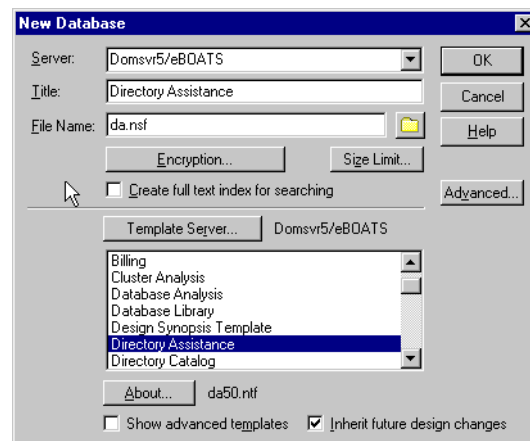 New Database
Server: Domsvr5/eBOATS OK
Title: Directory Assistance Cancel
File Name: da.nsf Help
Encryption... Size Limit...
Create full text index for searching Advanced...
Template Server... Domsvr5/eBOATS
Billing
Cluster Analysis
Database Analysis
Database Library
Design Synopsis Template
Directory Assistance
Directory Catalog
About... da50.ntf
Show advanced templates Inherit future design changes